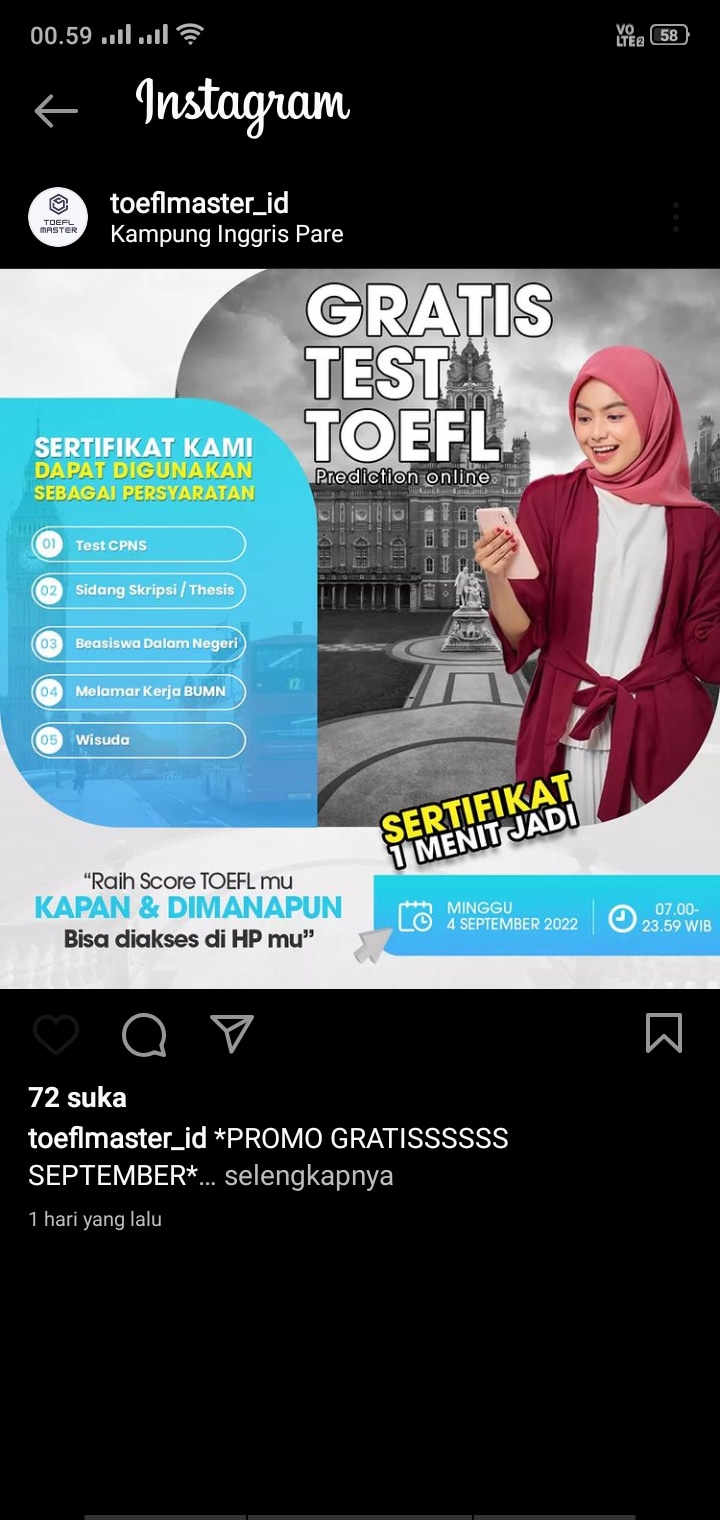 00.59
VO
LTE2
58
Instagram
TOEFL
MASTER
toeflmaster_id
Kampung Inggris Pare
GRATIS
TEST
TOEFL
Prediction online
SERTIFIKAT KAMI
DAPAT DIGUNAKAN
SEBAGAI PERSYARATAN
01 Test CPNS
02 Sidang Skripsi / Thesis
03 Beasiswa Dalam Negeri
04 Melamar Kerja BUMN
05 Wisuda
SERTIFIKAT
1 MENIT JADI
“Raih Score TOEFL mu
KAPAN & DIMANAPUN
Bisa diakses di HP mu”
MINGGU
4 SEPTEMBER 2022
07.00-
23.59 WIB
72 suka
toeflmaster_id *PROMO GRATISSSSSS
SEPTEMBER*... selengkapnya
1 hari yang lalu